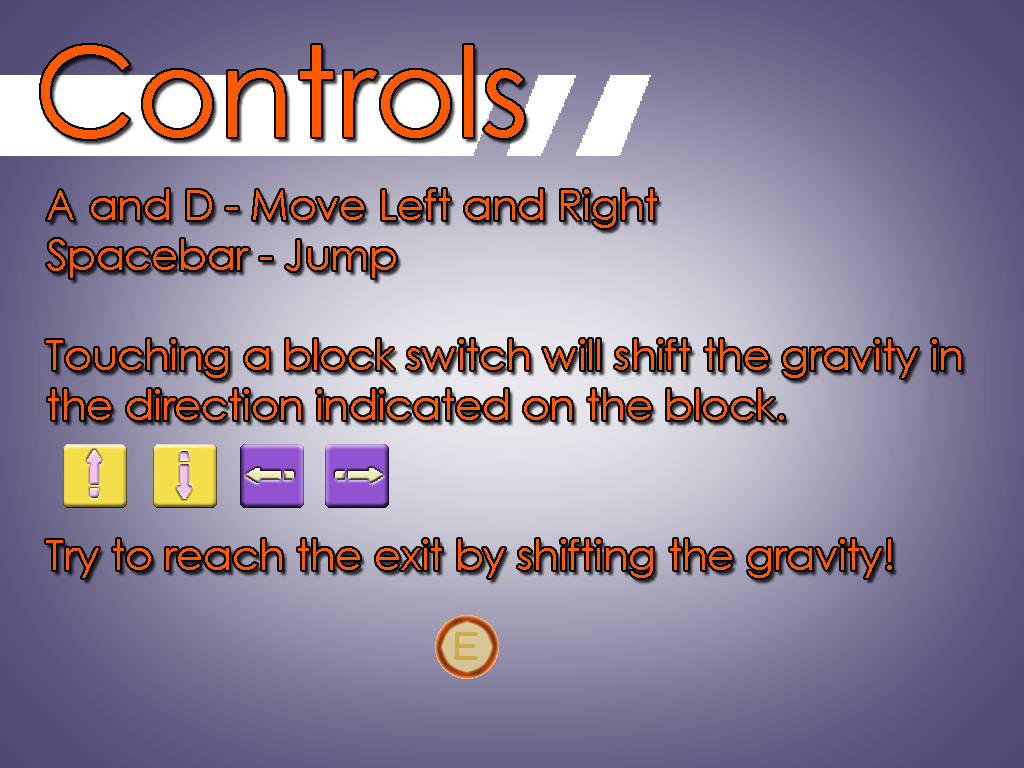 Controls
A and D - Move Left and Right
Spacebar - Jump
Touching a block switch will shift the gravity in
the direction indicated on the block.
Try to reach the exit by shifting the gravity!
E